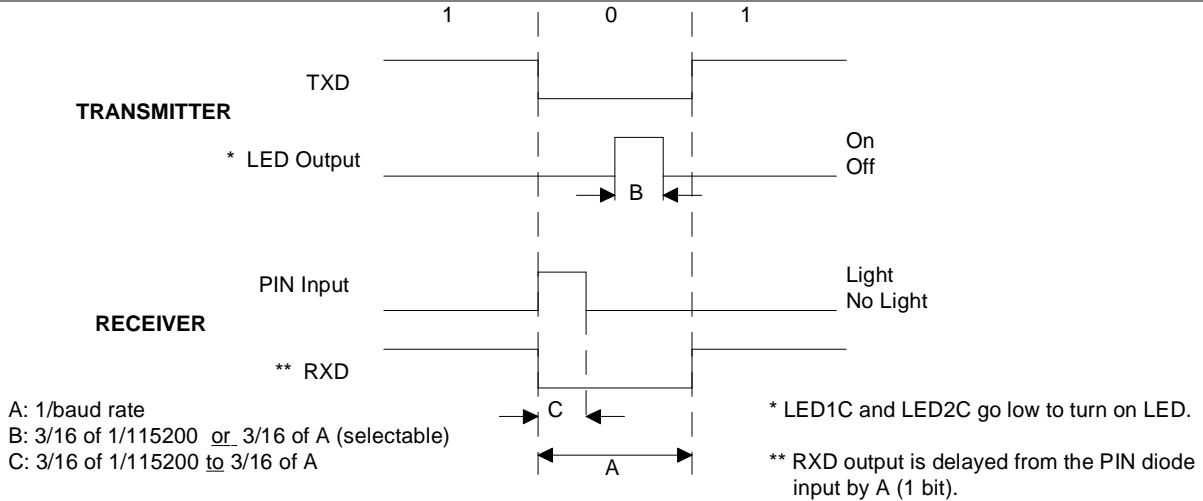 1 0 1
TXD
TRANSMITTER
* LED Output
On
Off
B
PIN Input
Light
No Light
RECEIVER
** RXD
C
A
A: 1/baud rate
B: 3/16 of 1/115200 or 3/16 of A (selectable)
C: 3/16 of 1/115200 to 3/16 of A
* LED1C and LED2C go low to turn on LED.
** RXD output is delayed from the PIN diode
input by A (1 bit).